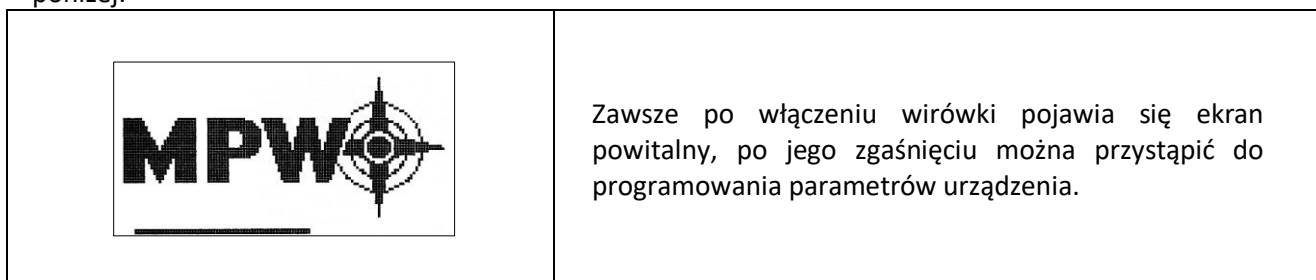 poniżej.
MPW
Zawsze po włączeniu wirówki pojawia się ekran
powitalny, po jego zgaśnięciu można przystąpić do
programowania parametrów urządzenia.